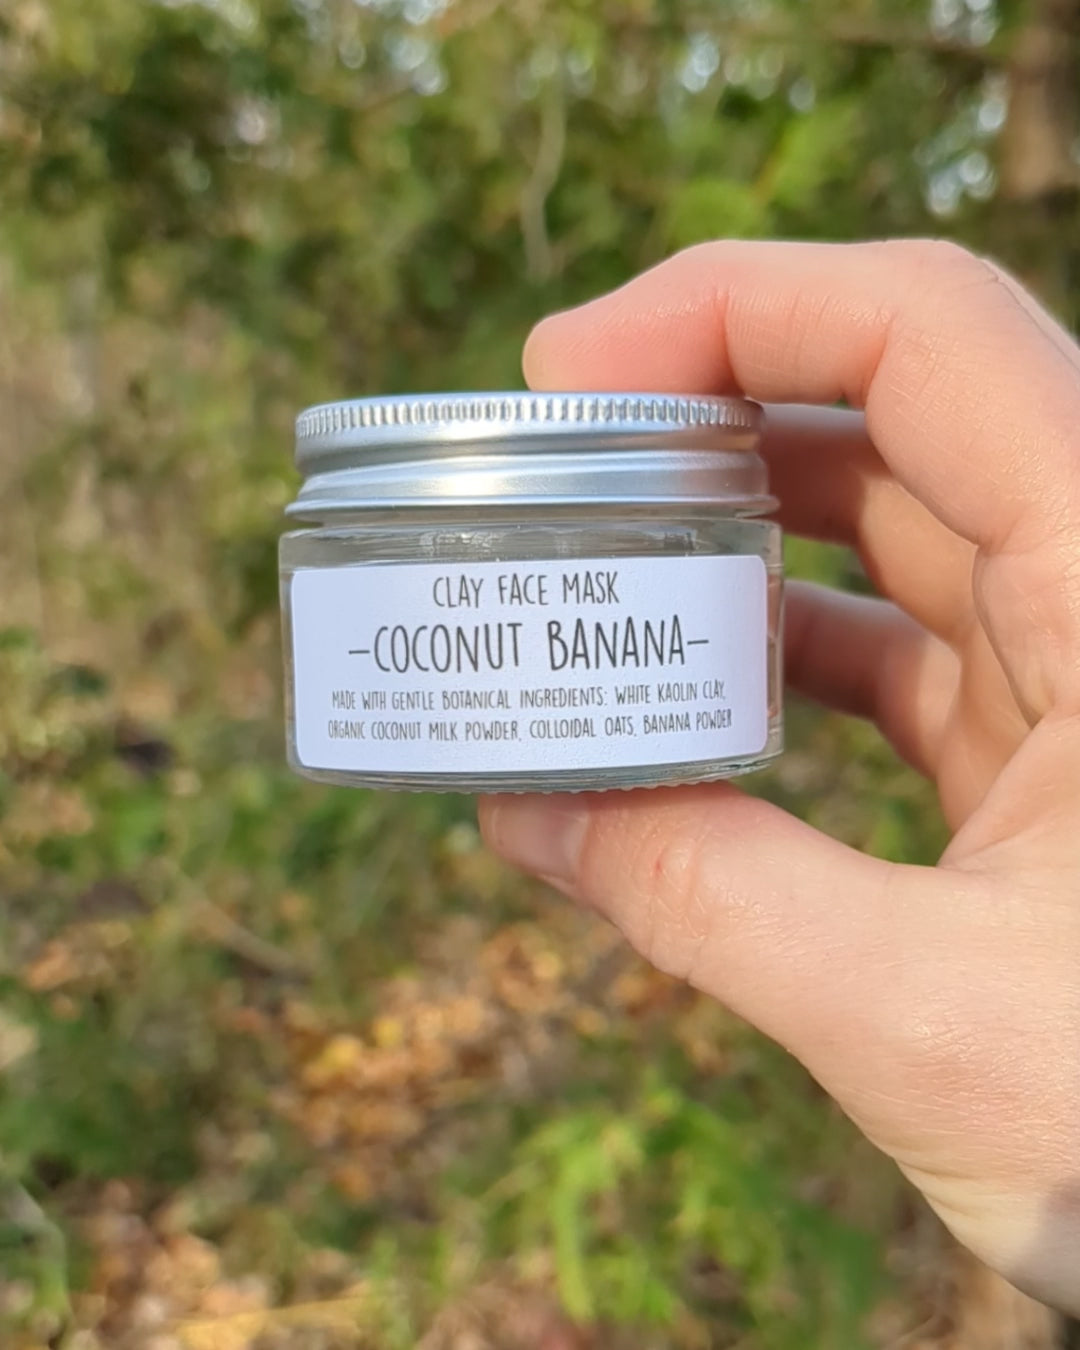 CLAY FACE MASK
-COCONUT BANANA-
MADE WITH GENTLE BOTANICAL INGREDIENTS: WHITE KAOLIN CLAY,
ORGANIC COCONUT MILK POWDER, COLLOIDAL OATS, BANANA POWDER